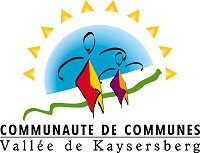 COMMUNAUTE DE COMMUNES
Vallée de Kaysersberg